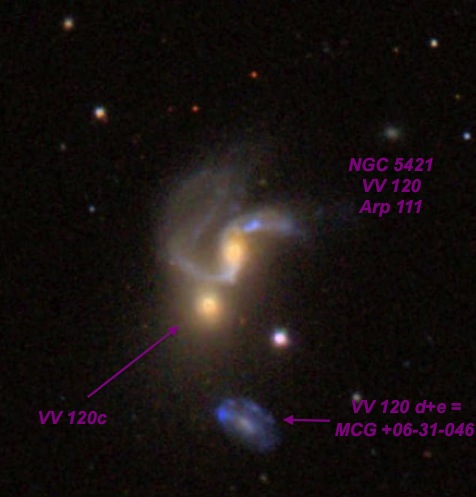 NGC 5421
VV 120
Arp 111
VV 120c
VV 120 d+e =
MCG +06-31-046